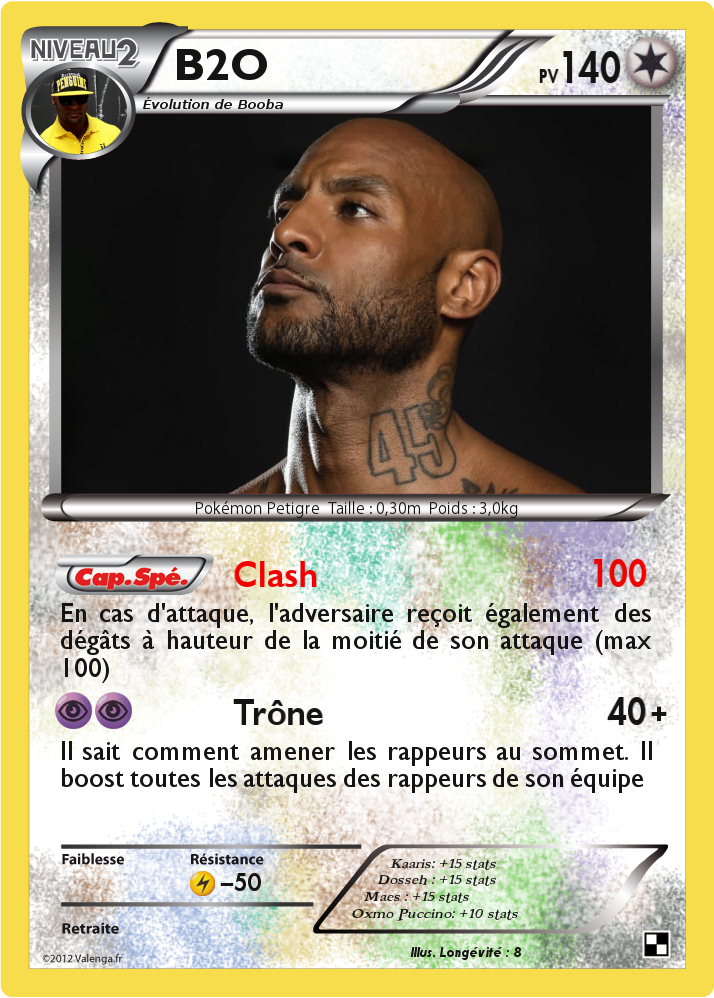 NIVEAU2
B2O
PV 140
PENGUINS
Évolution de Booba
45
Pokémon Petigre Taille : 0,30m Poids : 3,0kg
Cap.Spé. Clash 100
En cas d'attaque, l'adversaire reçoit également des
dégâts à hauteur de la moitié de son attaque (max
100)
Trône 40+
Il sait comment amener les rappeurs au sommet. Il
boost toutes les attaques des rappeurs de son équipe
Faiblesse Résistance
-50
Retraite
Kaaris: +15 stats
Dosseh : +15 stats
Maes : +15 stats
Oxmo Puccino: +10 stats
Illus. Longévité : 8
©2012 Valenga.fr